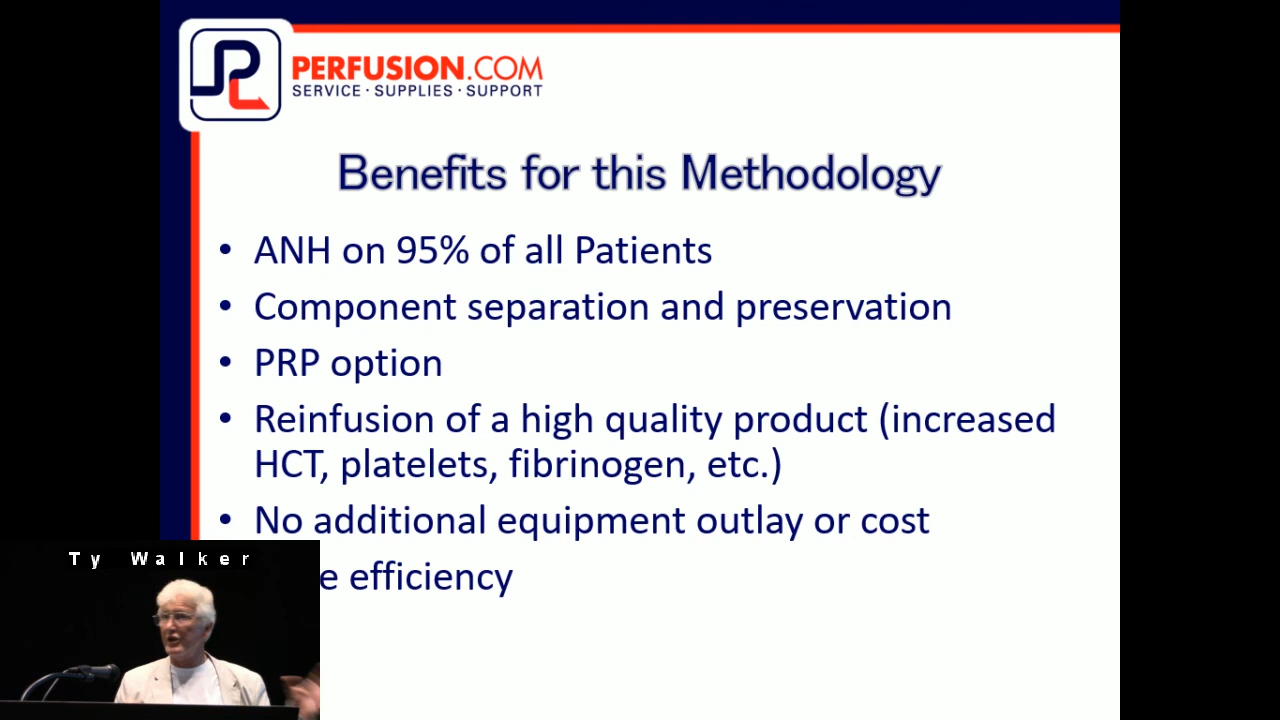 PERFUSION.COM
SERVICE · SUPPLIES · SUPPORT
Benefits for this Methodology
• ANH on 95% of all Patients
• Component separation and preservation
• PRP option
• Reinfusion of a high quality product (increased
HCT, platelets, fibrinogen, etc.)
• No additional equipment outlay or cost
efficiency
Ty Walker